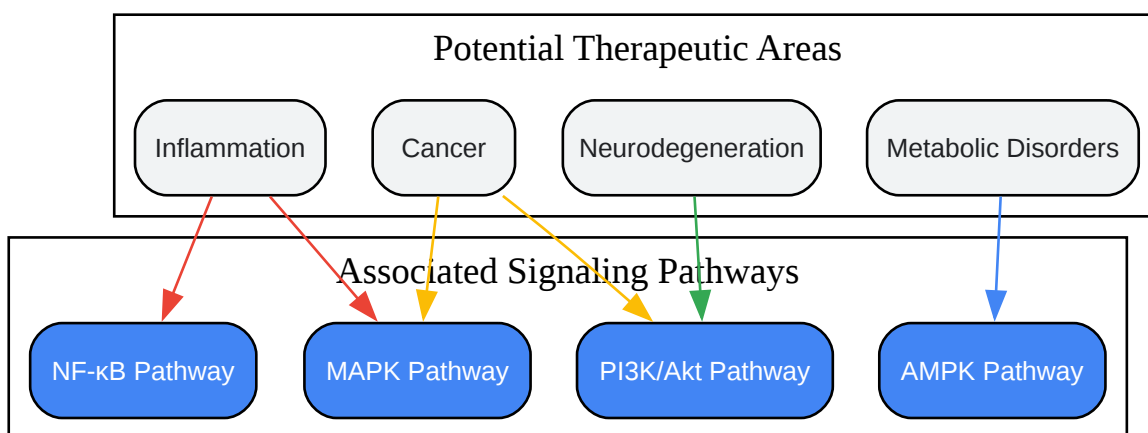 Potential Therapeutic Areas
Inflammation
Cancer
Neurodegeneration
Metabolic Disorders
Associated Signaling Pathways
NF-κB Pathway
MAPK Pathway
PI3K/Akt Pathway
AMPK Pathway